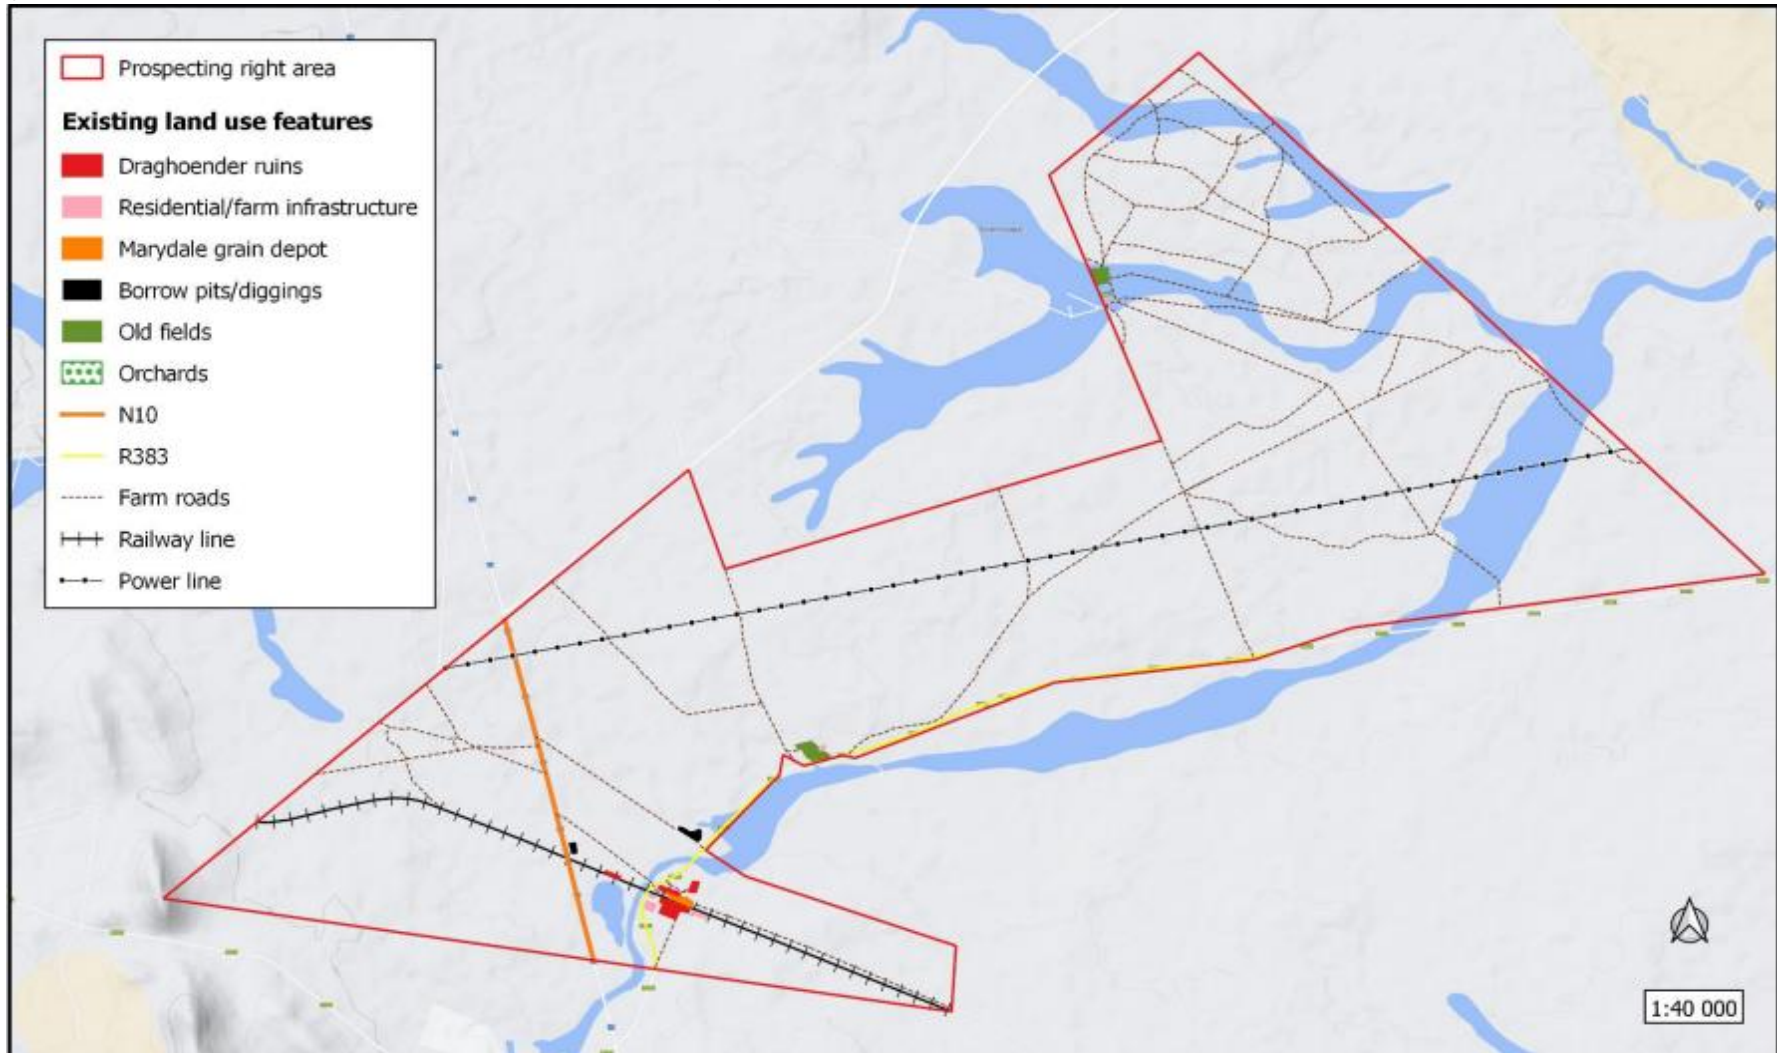 Prospecting right area
Existing land use features
Draghoender ruins
Residential/farm infrastructure
Marydale grain depot
Borrow pits/diggings
Old fields
Orchards
N10
R383
Farm roads
Railway line
Power line
1:40 000